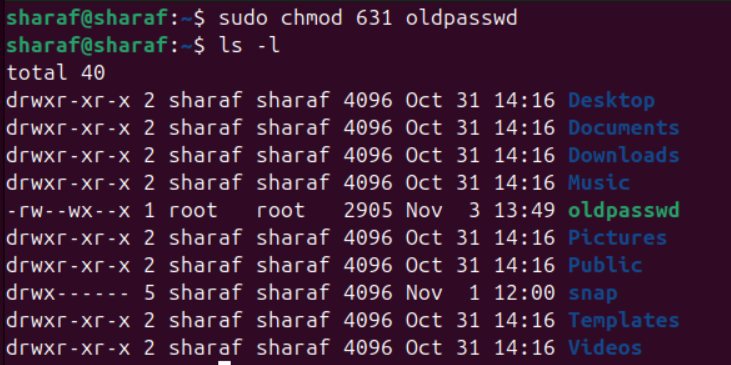 sharaf@sharaf:~$ sudo chmod 631 oldpasswd
sharaf@sharaf:~$ ls -l
total 40
drwxr-xr-x 2 sharaf sharaf 4096 Oct 31 14:16 Desktop
drwxr-xr-x 2 sharaf sharaf 4096 Oct 31 14:16 Documents
drwxr-xr-x 2 sharaf sharaf 4096 Oct 31 14:16 Downloads
drwxr-xr-x 2 sharaf sharaf 4096 Oct 31 14:16 Music
-rw--wx--x 1 root   root   2905 Nov  3 13:49 oldpasswd
drwxr-xr-x 2 sharaf sharaf 4096 Oct 31 14:16 Pictures
drwxr-xr-x 2 sharaf sharaf 4096 Oct 31 14:16 Public
drwx------ 5 sharaf sharaf 4096 Nov  1 12:00 snap
drwxr-xr-x 2 sharaf sharaf 4096 Oct 31 14:16 Templates
drwxr-xr-x 2 sharaf sharaf 4096 Oct 31 14:16 Videos